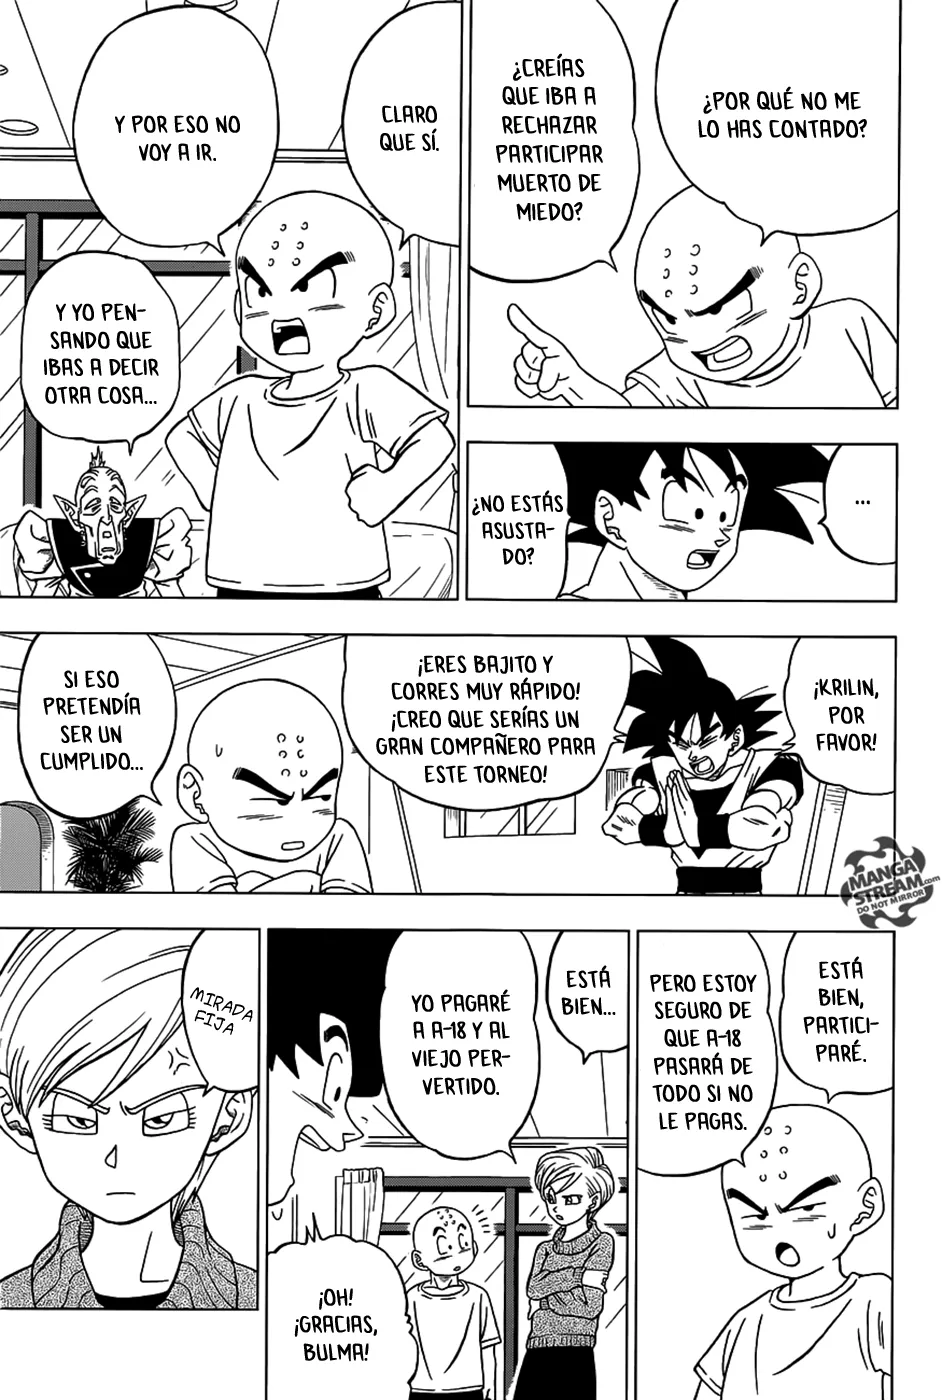 ¿POR QUÉ NO ME
LO HAS CONTADO?
¿CREÍAS
QUE IBA A
RECHAZAR
PARTICIPAR
MUERTO DE
MIEDO?
CLARO
QUE SÍ.
Y POR ESO NO
VOY A IR.
Y YO PEN-
SANDO QUE
IBAS A DECIR
OTRA COSA...
...
¿NO ESTÁS
ASUSTA-
DO?
¡KRILIN,
POR
FAVOR!
¡ERES BAJITO Y
CORRES MUY RÁPIDO!
¡CREO QUE SERÍAS UN
GRAN COMPAÑERO PARA
ESTE TORNEO!
SI ESO
PRETENDÍA
SER UN
CUMPLIDO...
MANGA
STREAM.com
DO NOT MIRROR
ESTÁ
BIEN,
PARTICI-
PARÉ.
PERO ESTOY
SEGURO DE
QUE A-18
PASARÁ DE
TODO SI NO
LE PAGAS.
ESTÁ
BIEN...
YO PAGARÉ
A A-18 Y AL
VIEJO PER-
VERTIDO.
¡OH!
¡GRACIAS,
BULMA!
MIRADA
FIJA